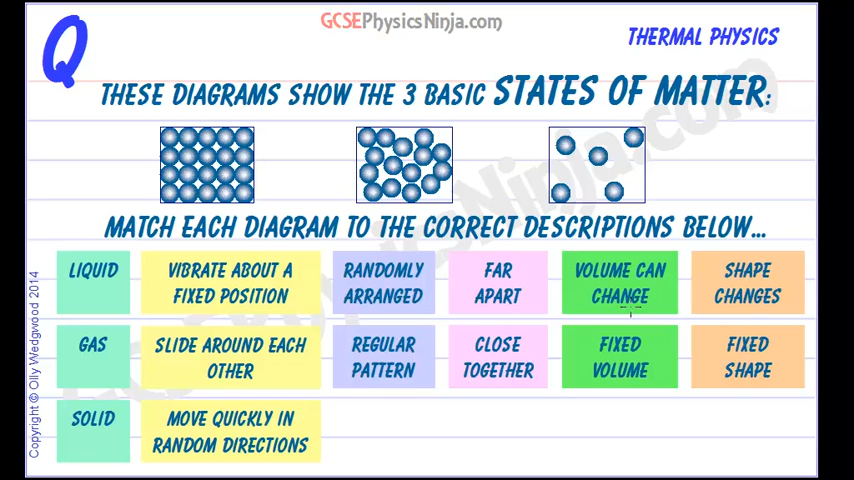 GCSEPhysicsNinja.com
Q
THERMAL PHYSICS
THESE DIAGRAMS SHOW THE 3 BASIC STATES OF MATTER:
MATCH EACH DIAGRAM TO THE CORRECT DESCRIPTIONS BELOW...
LIQUID
VIBRATE ABOUT A
FIXED POSITION
RANDOMLY
ARRANGED
FAR
APART
VOLUME CAN
CHANGE
SHAPE
CHANGES
GAS
SLIDE AROUND EACH
OTHER
REGULAR
PATTERN
CLOSE
TOGETHER
FIXED
VOLUME
FIXED
SHAPE
SOLID
MOVE QUICKLY IN
RANDOM DIRECTIONS
Copyright © Olly Wedgwood 2014
GCSEPhysicsNinja.com